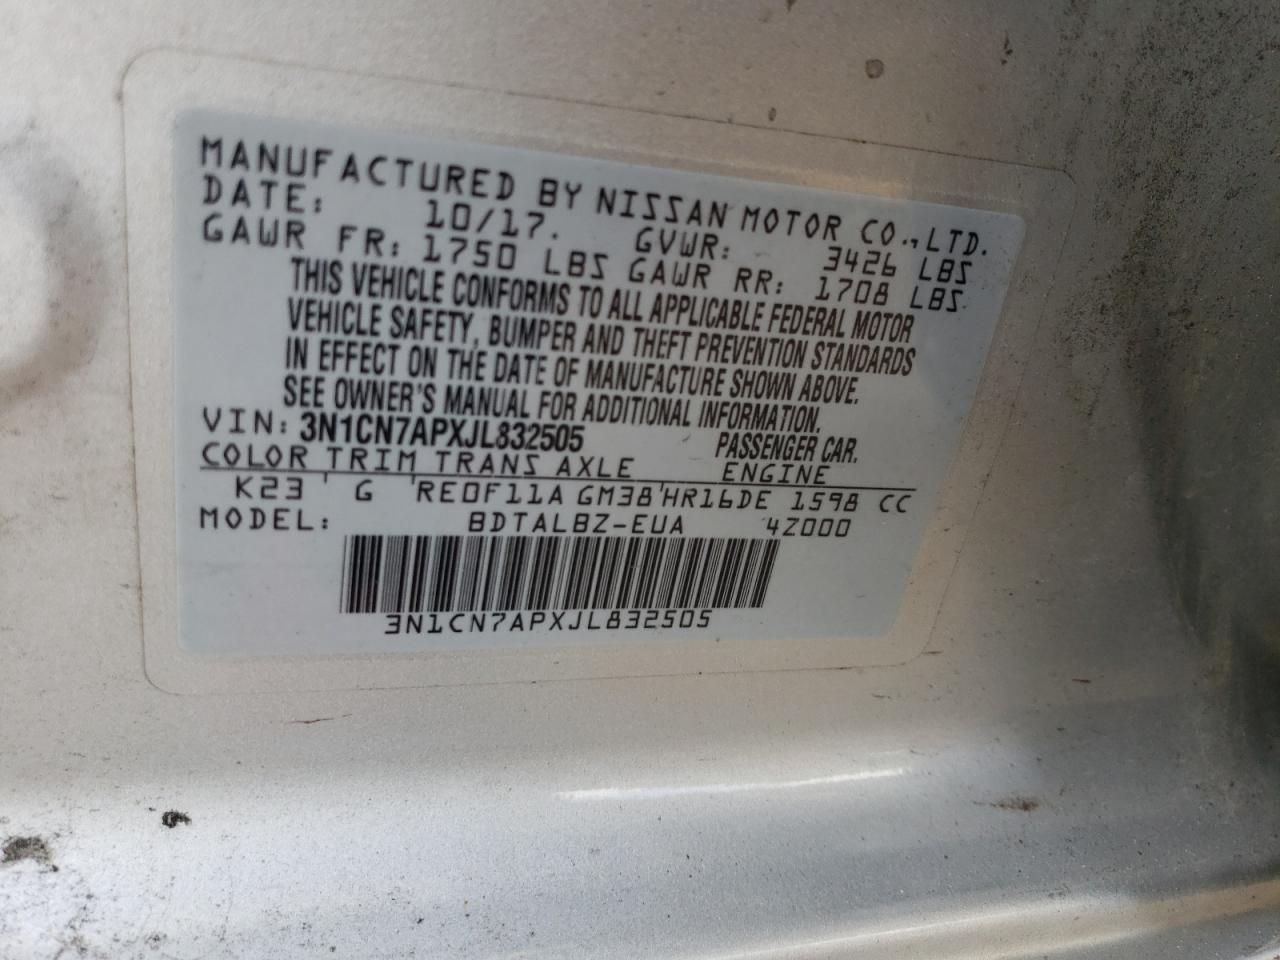 MANUFACTURED BY NISSAN MOTOR CO.,LTD.
DATE: 10/17. GVWR: 3426 LBS
GAWR FR: 1750 LBS GAWR RR: 1708 LBS
THIS VEHICLE CONFORMS TO ALL APPLICABLE FEDERAL MOTOR
VEHICLE SAFETY, BUMPER AND THEFT PREVENTION STANDARDS
IN EFFECT ON THE DATE OF MANUFACTURE SHOWN ABOVE.
SEE OWNER'S MANUAL FOR ADDITIONAL INFORMATION.
VIN: 3N1CN7APXJL832505 PASSENGER CAR.
COLOR TRIM TRANS AXLE ENGINE
K23 ' G 'RE0F11A GM38'HR16DE 1598 CC
MODEL: BDTALBZ-EUA 4Z000
3N1CN7APXJL832505